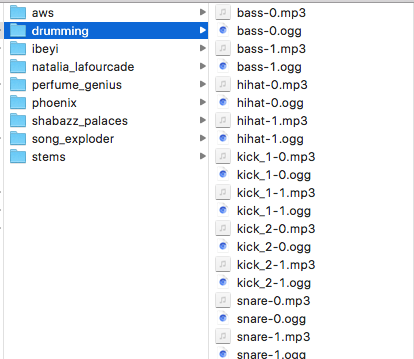 aws
drumming
ibeyi
natalia_lafourcade
perfume_genius
phoenix
shabazz_palaces
song_exploder
stems
bass-0.mp3
bass-0.ogg
bass-1.mp3
bass-1.ogg
hihat-0.mp3
hihat-0.ogg
hihat-1.mp3
hihat-1.ogg
kick_1-0.mp3
kick_1-0.ogg
kick_1-1.mp3
kick_1-1.ogg
kick_2-0.mp3
kick_2-0.ogg
kick_2-1.mp3
kick_2-1.ogg
snare-0.mp3
snare-0.ogg
snare-1.mp3
snare-1.ogg